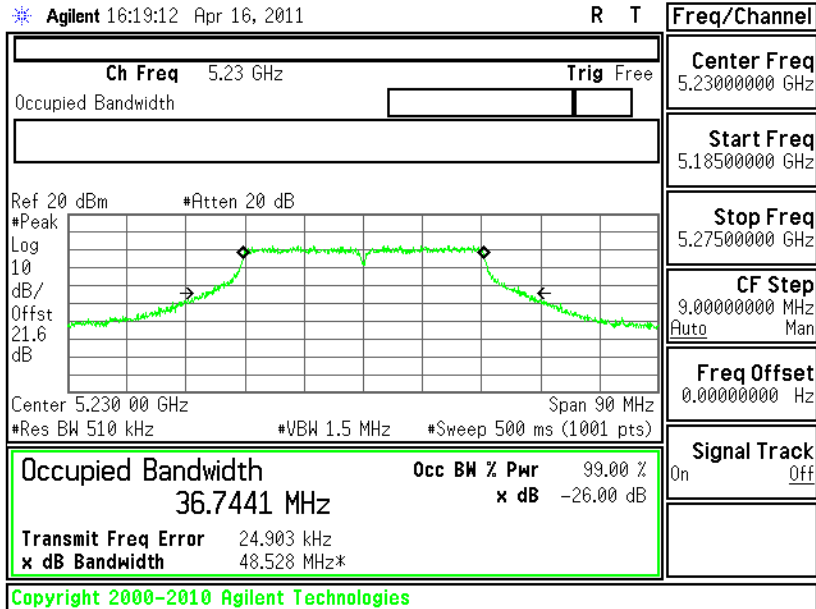 Agilent 16:19:12 Apr 16, 2011 R T
Freq/Channel
Ch Freq 5.23 GHz Trig Free
Occupied Bandwidth
Center Freq
5.23000000 GHz
Start Freq
5.18500000 GHz
Stop Freq
5.27500000 GHz
CF Step
9.00000000 MHz
Auto Man
Freq Offset
0.00000000 Hz
Signal Track
On Off
Ref 20 dBm #Atten 20 dB
#Peak
Log
10
dB/
Offst
21.6
dB
Center 5.230 00 GHz Span 90 MHz
#Res BW 510 kHz #VBW 1.5 MHz #Sweep 500 ms (1001 pts)
Occupied Bandwidth Occ BW % Pwr 99.00 %
36.7441 MHz x dB -26.00 dB
Transmit Freq Error 24.903 kHz
x dB Bandwidth 48.528 MHz*
Copyright 2000-2010 Agilent Technologies